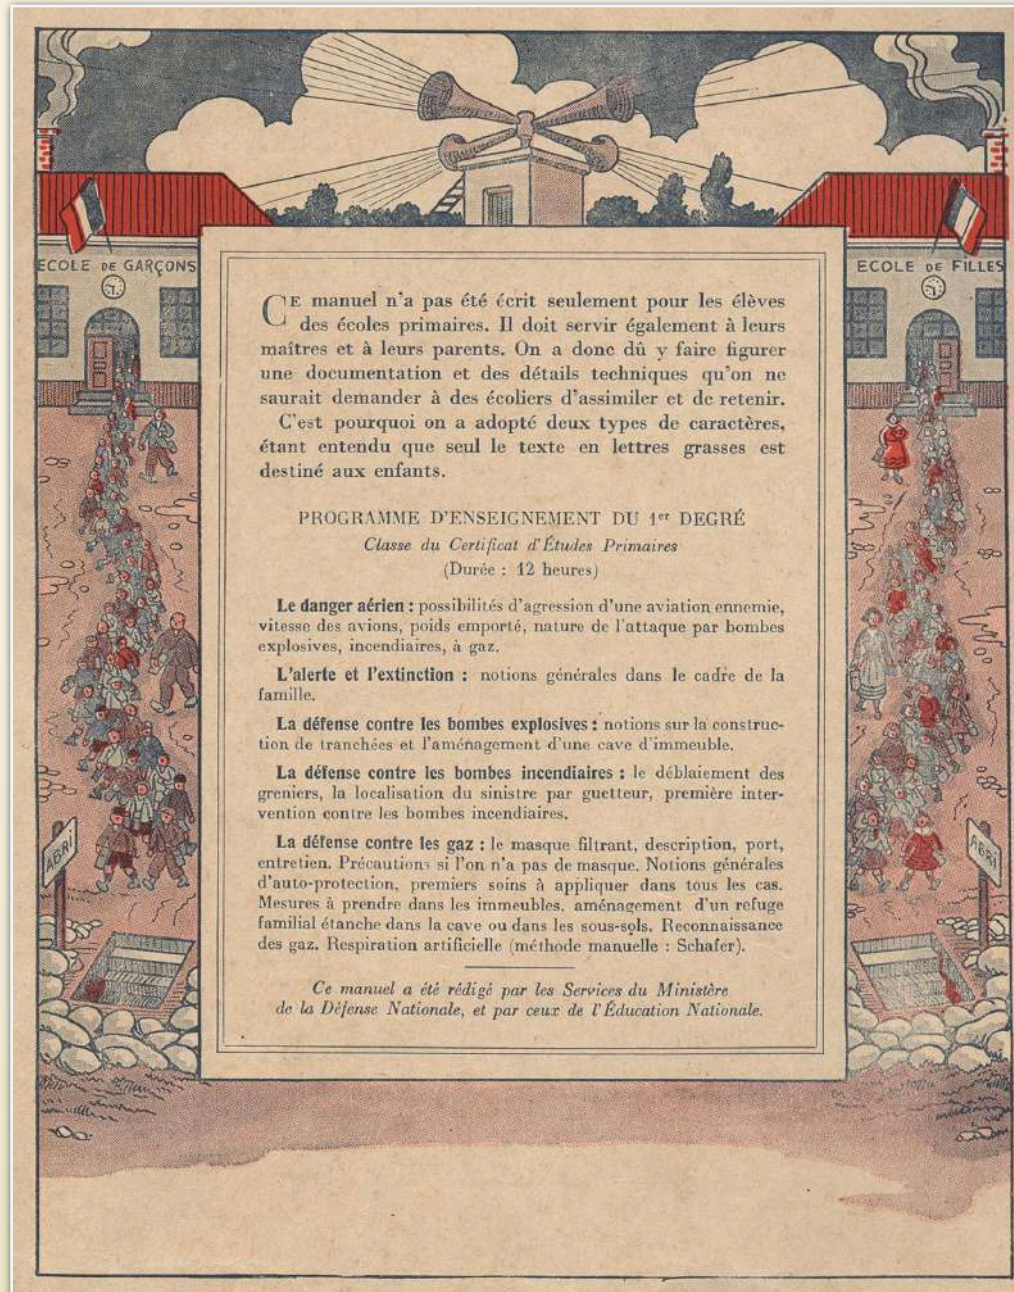 ECOLE DE GARÇONS
ECOLE DE FILLES
CE manuel n'a pas été écrit seulement pour les élèves
des écoles primaires. Il doit servir également à leurs
maîtres et à leurs parents. On a donc dû y faire figurer
une documentation et des détails techniques qu'on ne
saurait demander à des écoliers d'assimiler et de retenir.
C'est pourquoi on a adopté deux types de caractères,
étant entendu que seul le texte en lettres grasses est
destiné aux enfants.
PROGRAMME D'ENSEIGNEMENT DU 1er DEGRÉ
Classe du Certificat d'Études Primaires
(Durée : 12 heures)
Le danger aérien : possibilités d'agression d'une aviation ennemie,
vitesse des avions, poids emporté, nature de l'attaque par bombes
explosives, incendiaires, à gaz.
L'alerte et l'extinction : notions générales dans le cadre de la
famille.
La défense contre les bombes explosives : notions sur la construc-
tion de tranchées et l'aménagement d'une cave d'immeuble.
La défense contre les bombes incendiaires : le déblaiement des
greniers, la localisation du sinistre par guetteur, première inter-
vention contre les bombes incendiaires.
La défense contre les gaz : le masque filtrant, description, port,
entretien. Précautions si l'on n'a pas de masque. Notions générales
d'auto-protection, premiers soins à appliquer dans tous les cas.
Mesures à prendre dans les immeubles, aménagement d'un refuge
familial étanche dans la cave ou dans les sous-sols. Reconnaissance
des gaz. Respiration artificielle (méthode manuelle : Schafer).
Ce manuel a été rédigé par les Services du Ministère
de la Défense Nationale, et par ceux de l'Éducation Nationale.
ABRI
ABRI